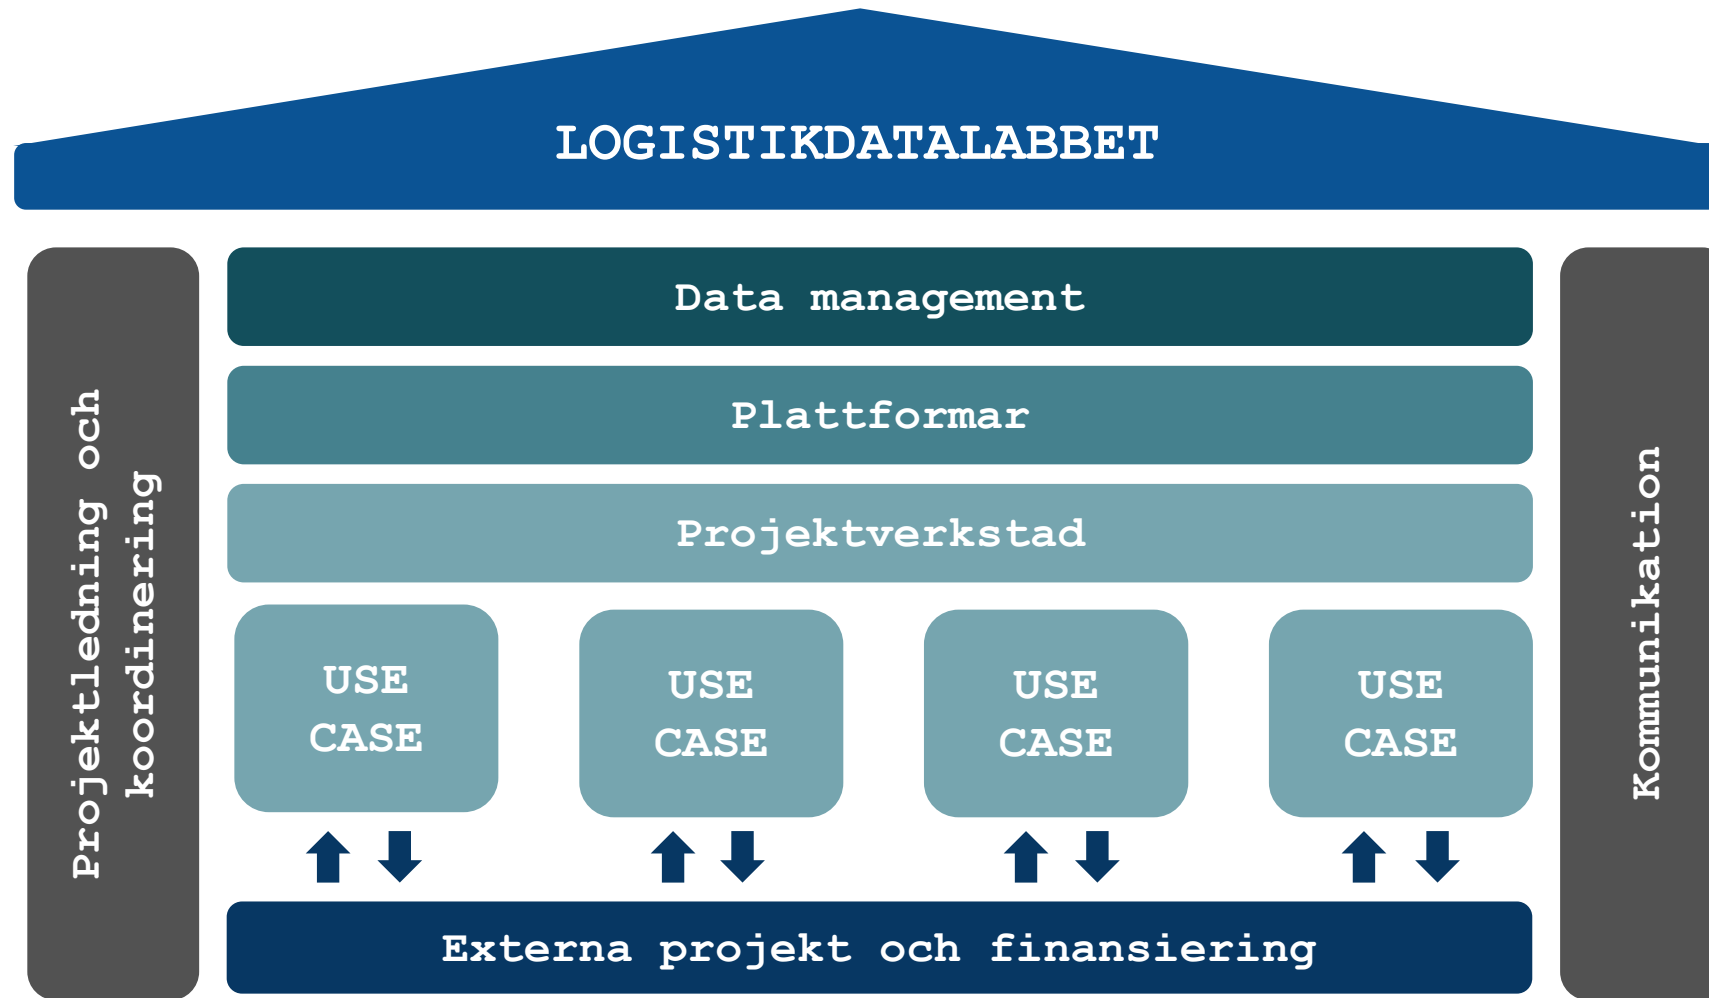 LOGISTIKDATALABBET
Projektledning och
koordinering
Data management
Plattformar
Projektverkstad
USE
CASE
USE
CASE
USE
CASE
USE
CASE
Externa projekt och finansiering
Kommunikation